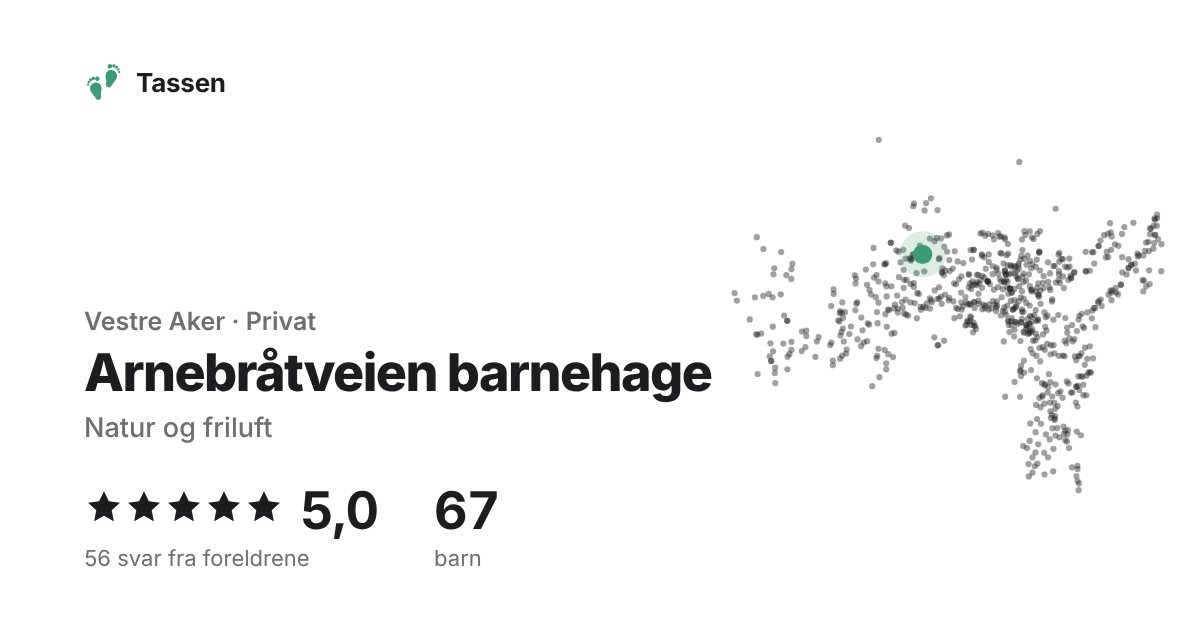 Tassen
Vestre Aker · Privat
Arnebråtveien barnehage
Natur og friluft
5,0
56 svar fra foreldrene
67
barn